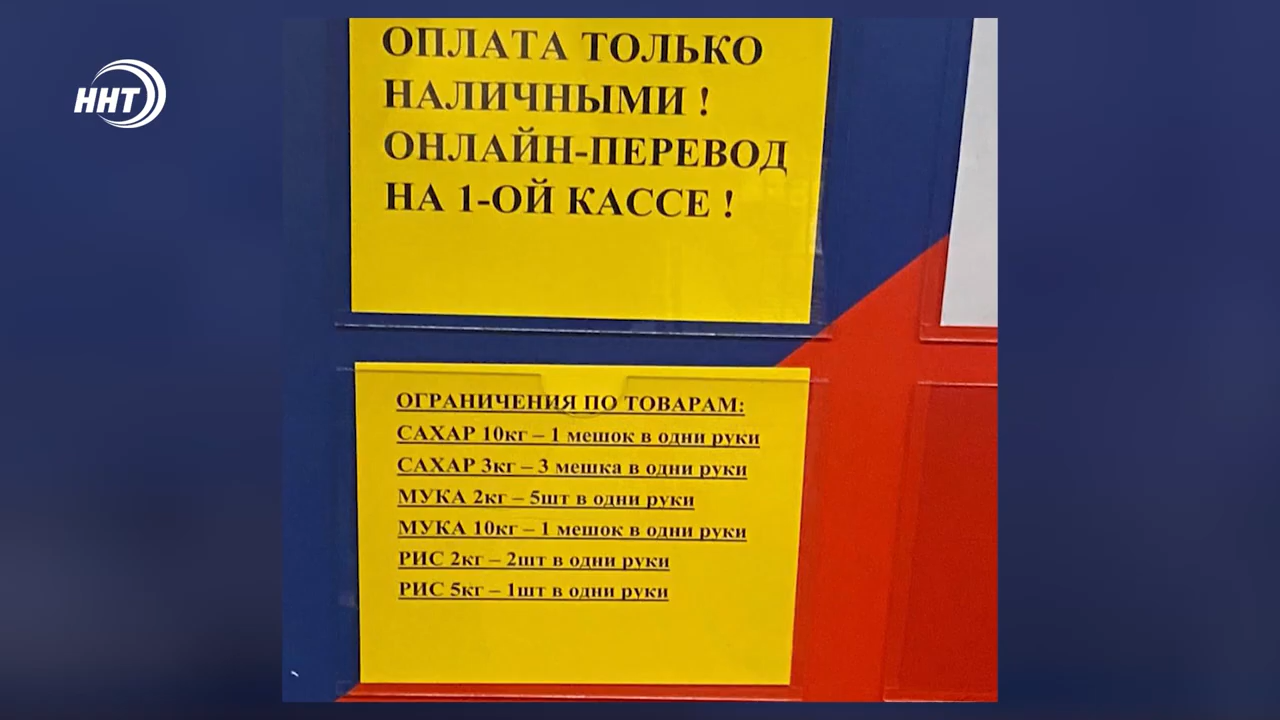 ННТ
ОПЛАТА ТОЛЬКО
НАЛИЧНЫМИ !
ОНЛАЙН-ПЕРЕВОД
НА 1-ОЙ КАССЕ !
ОГРАНИЧЕНИЯ ПО ТОВАРАМ:
САХАР 10кг – 1 мешок в одни руки
САХАР 3кг – 3 мешка в одни руки
МУКА 2кг – 5шт в одни руки
МУКА 10кг – 1 мешок в одни руки
РИС 2кг – 2шт в одни руки
РИС 5кг – 1шт в одни руки